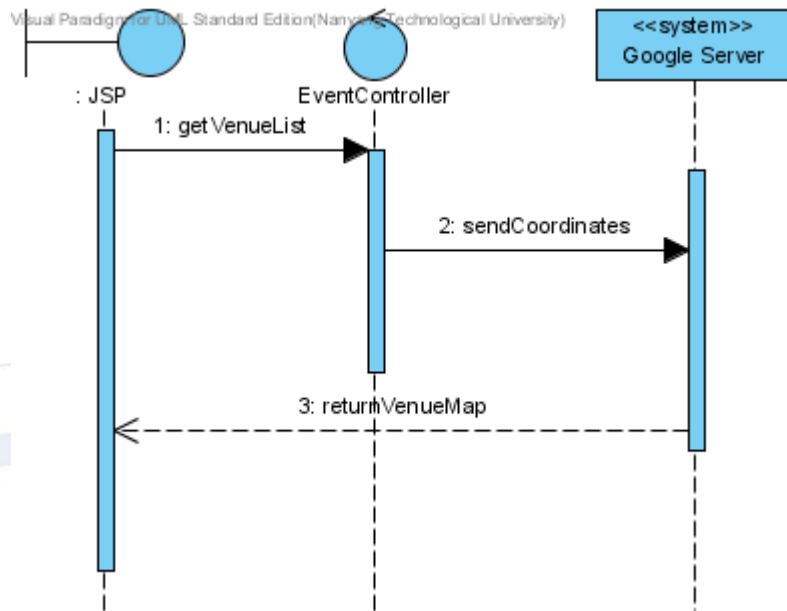 Visual Paradigm for UML Standard Edition(Nanyang Technological University)
<<system>>
Google Server
: JSP
EventController
1: getVenueList
2: sendCoordinates
3: returnVenueMap